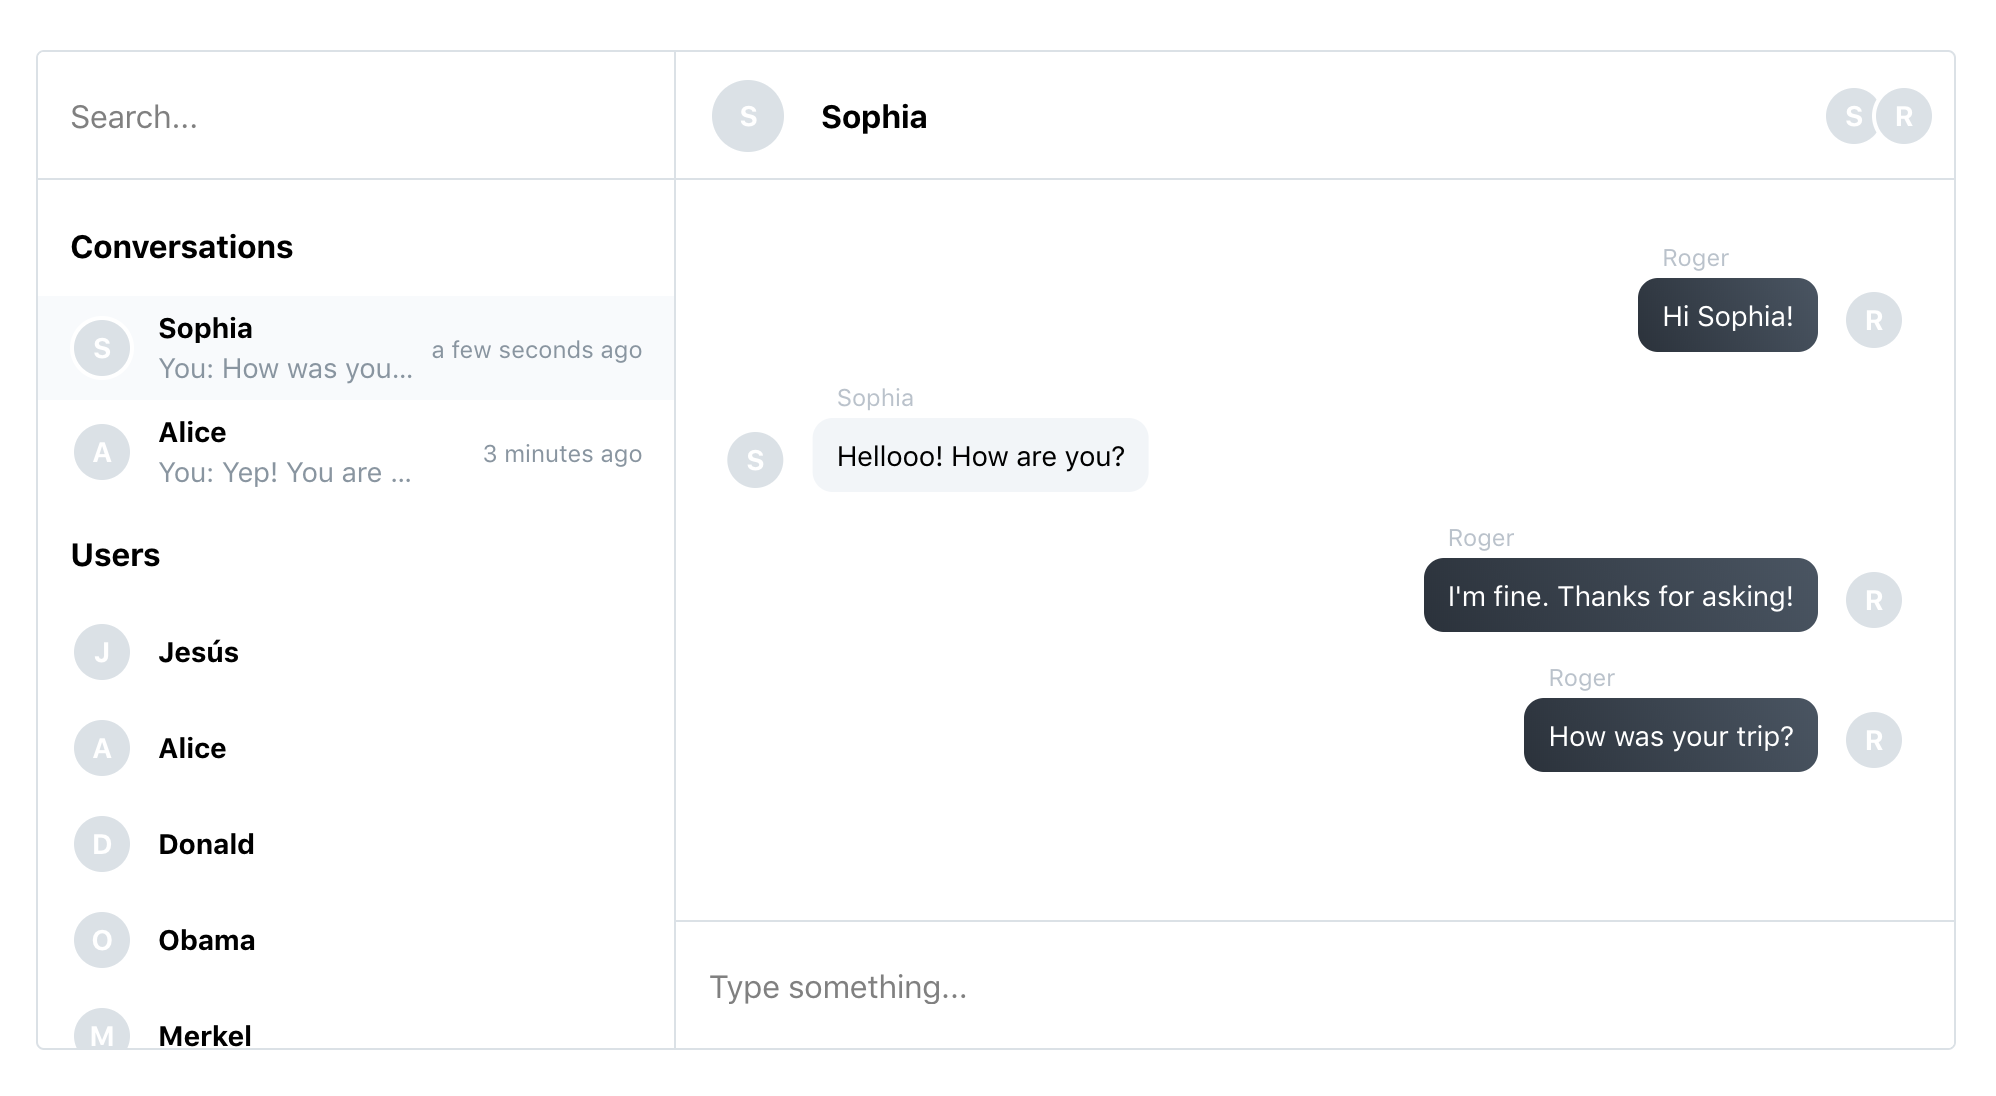 Search...
Conversations
S
Sophia
You: How was you...
a few seconds ago
A
Alice
You: Yep! You are ...
3 minutes ago
Users
J
Jesús
A
Alice
D
Donald
O
Obama
M
Merkel
S
Sophia
S
R
Roger
Hi Sophia!
R
Sophia
S
Hellooo! How are you?
Roger
I'm fine. Thanks for asking!
R
Roger
How was your trip?
R
Type something...